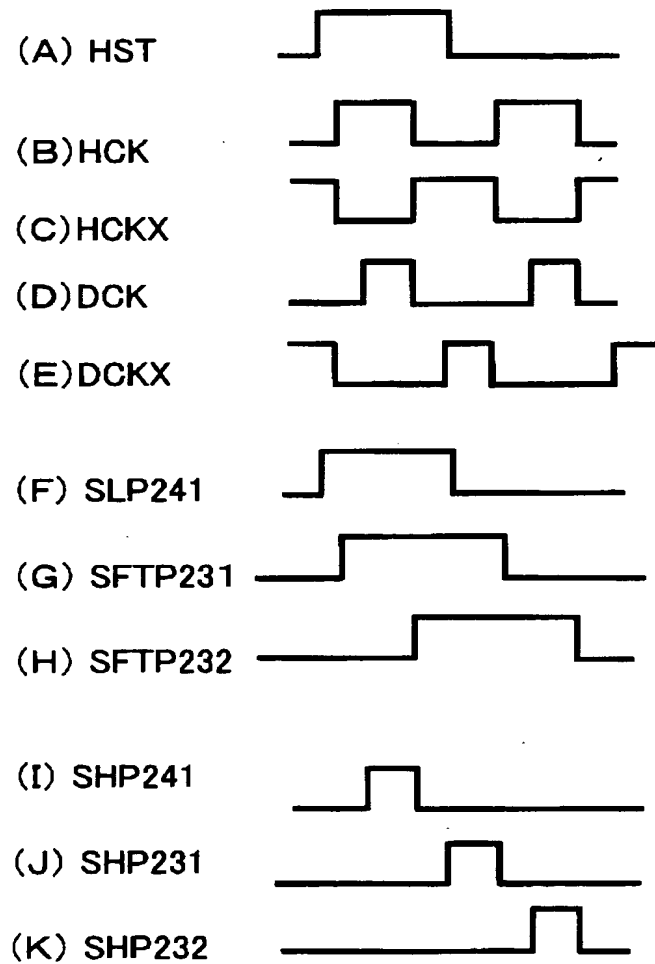 (A) HST
(B)HCK
(C)HCKX
(D)DCK
(E)DCKX
(F) SLP241
(G) SFTP231
(H) SFTP232
(I) SHP241
(J) SHP231
(K) SHP232